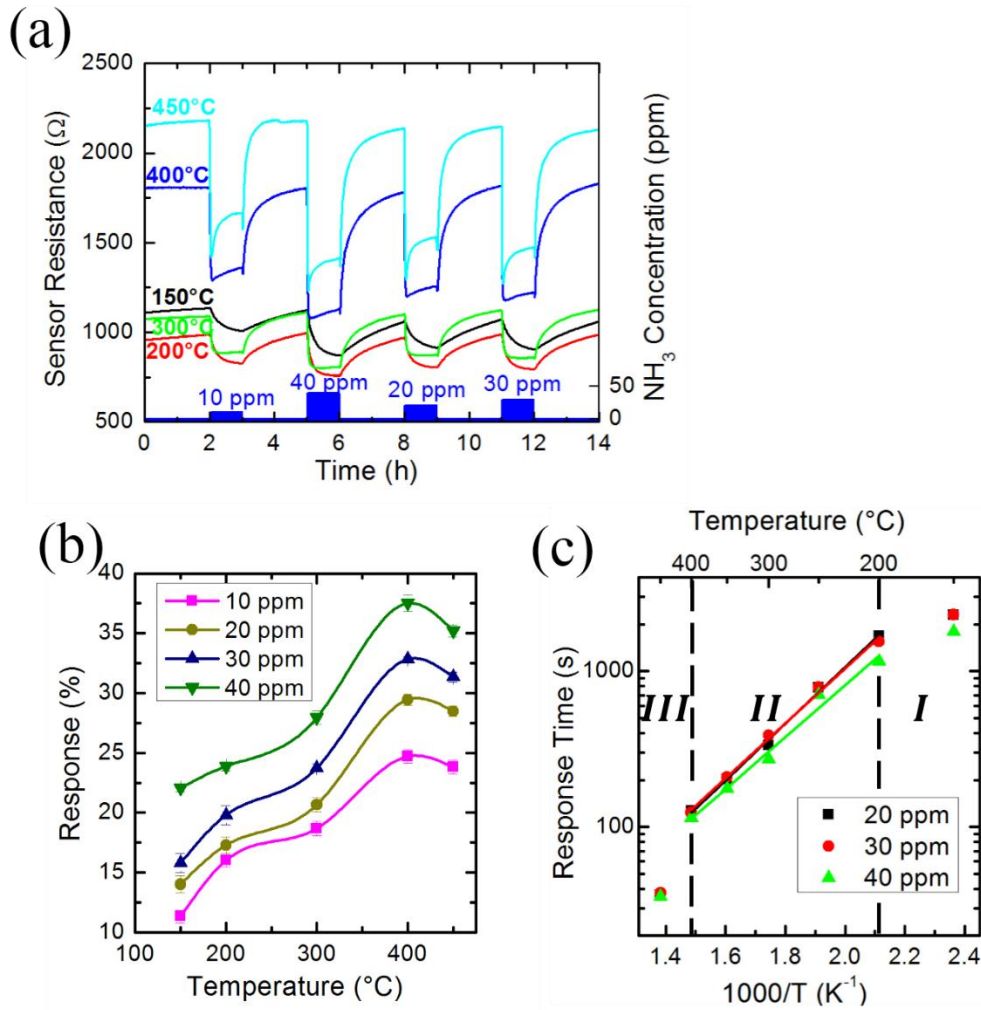 (a)
2500
2000
1500
1000
500
Sensor Resistance (Ω)
450°C
400°C
150°C
300°C
200°C
10 ppm
40 ppm
20 ppm
30 ppm
50
0
NH₃ Concentration (ppm)
0 2 4 6 8 10 12 14
Time (h)
(b)
40
35
30
25
20
15
10
Response (%)
10 ppm
20 ppm
30 ppm
40 ppm
100 200 300 400
Temperature (°C)
(c)
Temperature (°C)
400 300 200
1000
100
Response Time (s)
III II I
20 ppm
30 ppm
40 ppm
1.4 1.6 1.8 2.0 2.2 2.4
1000/T (K⁻¹)